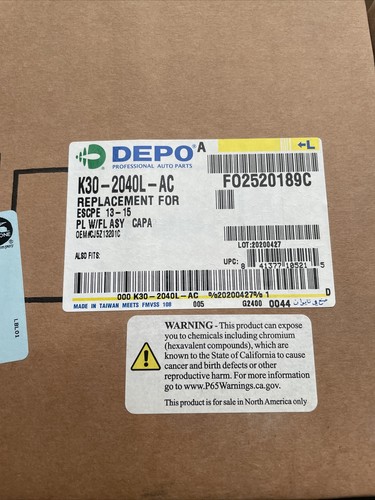 DEPO
PROFESSIONAL AUTO PARTS
A
←L
K30-2040L-AC
FO2520189C
REPLACEMENT FOR
ESCPE 13-15
PL W/FL ASY CAPA
OEM#CJ5Z13201C
LOT:20200427
ALSO FITS:
UPC: 8 41377 10521 5
000 K30-2040L-AC %20200427% 1 D
MADE IN TAIWAN MEETS FMVSS 108 005 G2400 0044
LBL01
WARNING - This product can expose
you to chemicals including chromium
(hexavalent compounds), which are
known to the State of California to cause
cancer and birth defects or other
reproductive harm. For more information
go to www.P65Warnings.ca.gov.
This product is for sale in North America only